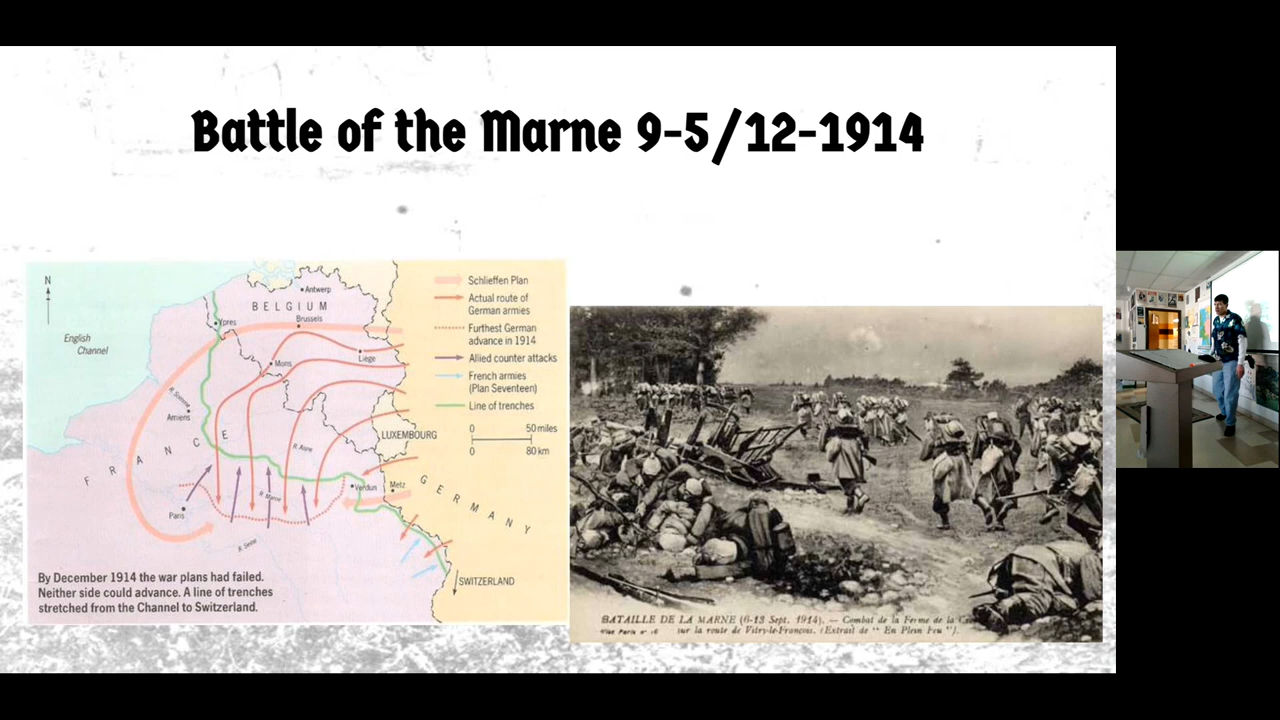 Battle of the Marne 9-5/12-1914
N
English
Channel
Antwerp
BELGIUM
Ypres
Brussels
Mons
Liege
R. Somme
Amiens
LUXEMBOURG
FRANCE
R. Aisne
Verdun
Metz
R. Marne
Paris
GERMANY
R. Seine
SWITZERLAND
Schlieffen Plan
Actual route of
German armies
Furthest German
advance in 1914
Allied counter attacks
French armies
(Plan Seventeen)
Line of trenches
0 50 miles
0 80 km
By December 1914 the war plans had failed.
Neither side could advance. A line of trenches
stretched from the Channel to Switzerland.
BATAILLE DE LA MARNE (6-13 Sept. 1914). — Combat de la Ferme de la
sur la route de Vitry-le-François. (Extrait de " En Plein Feu ").